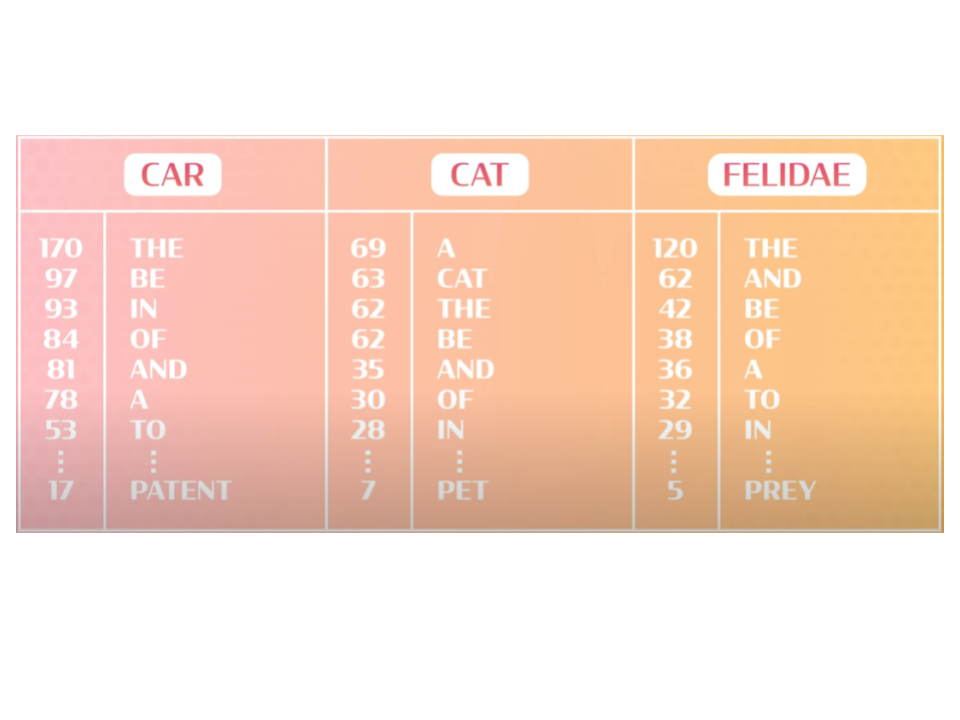 CAR CAT FELIDAE
170 THE 69 A 120 THE
97 BE 63 CAT 62 AND
93 IN 62 THE 42 BE
84 OF 62 BE 38 OF
81 AND 35 AND 36 A
78 A 30 OF 32 TO
53 TO 28 IN 29 IN
⋮ ⋮ ⋮ ⋮ ⋮ ⋮
17 PATENT 7 PET 5 PREY